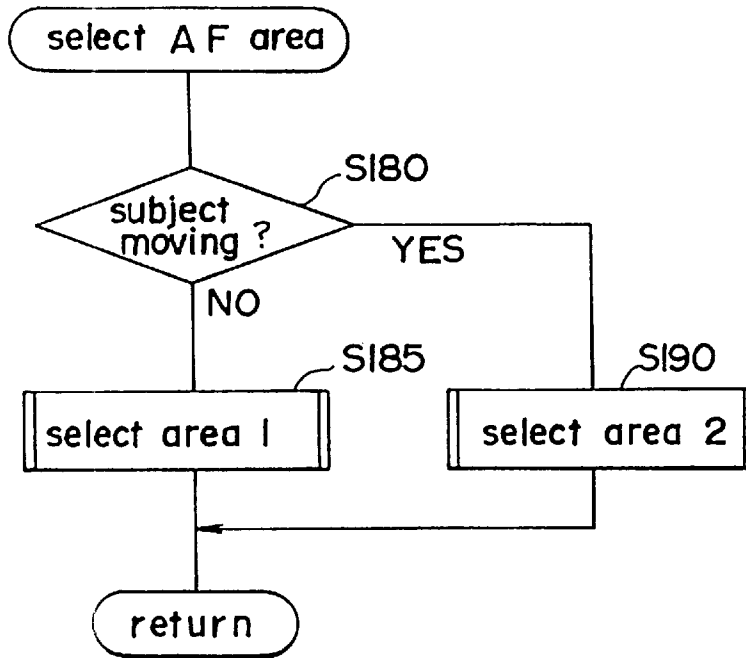 select AF area
S180
subject
moving ?
YES
NO
S185
S190
select area 1
select area 2
return